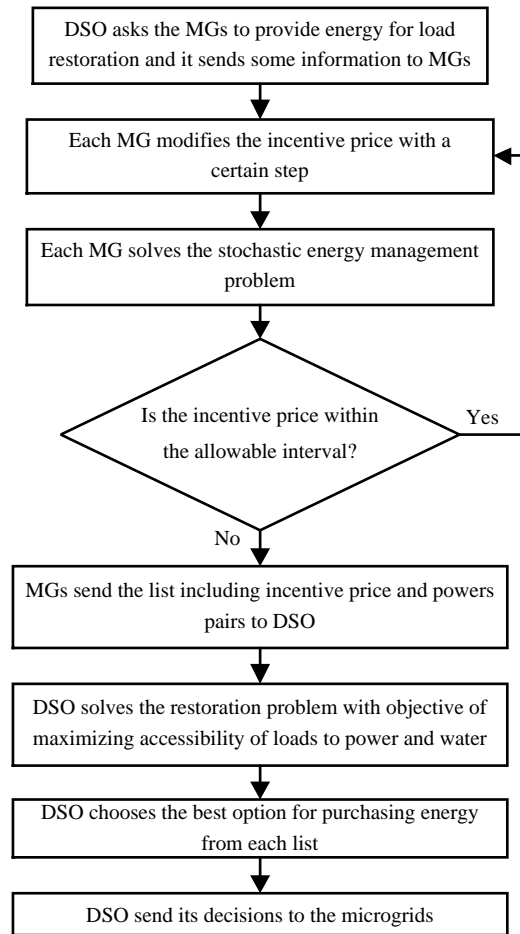 DSO asks the MGs to provide energy for load
restoration and it sends some information to MGs
Each MG modifies the incentive price with a
certain step
Each MG solves the stochastic energy management
problem
Is the incentive price within
the allowable interval?
Yes
No
MGs send the list including incentive price and powers
pairs to DSO
DSO solves the restoration problem with objective of
maximizing accessibility of loads to power and water
DSO chooses the best option for purchasing energy
from each list
DSO send its decisions to the microgrids